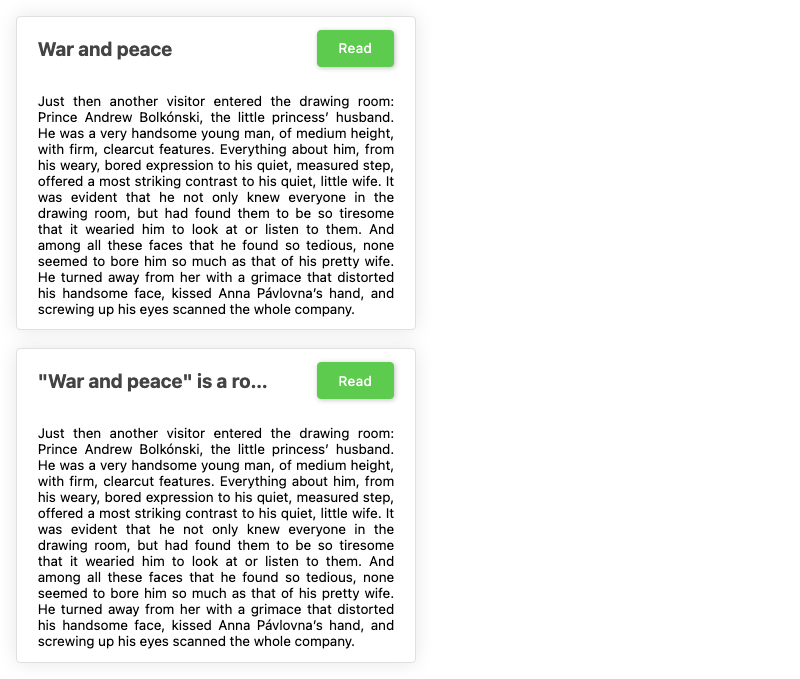 War and peace
Read
Just then another visitor entered the drawing room:
Prince Andrew Bolkónski, the little princess’ husband.
He was a very handsome young man, of medium height,
with firm, clearcut features. Everything about him, from
his weary, bored expression to his quiet, measured step,
offered a most striking contrast to his quiet, little wife. It
was evident that he not only knew everyone in the
drawing room, but had found them to be so tiresome
that it wearied him to look at or listen to them. And
among all these faces that he found so tedious, none
seemed to bore him so much as that of his pretty wife.
He turned away from her with a grimace that distorted
his handsome face, kissed Anna Pávlovna’s hand, and
screwing up his eyes scanned the whole company.
"War and peace" is a ro...
Read
Just then another visitor entered the drawing room:
Prince Andrew Bolkónski, the little princess’ husband.
He was a very handsome young man, of medium height,
with firm, clearcut features. Everything about him, from
his weary, bored expression to his quiet, measured step,
offered a most striking contrast to his quiet, little wife. It
was evident that he not only knew everyone in the
drawing room, but had found them to be so tiresome
that it wearied him to look at or listen to them. And
among all these faces that he found so tedious, none
seemed to bore him so much as that of his pretty wife.
He turned away from her with a grimace that distorted
his handsome face, kissed Anna Pávlovna’s hand, and
screwing up his eyes scanned the whole company.